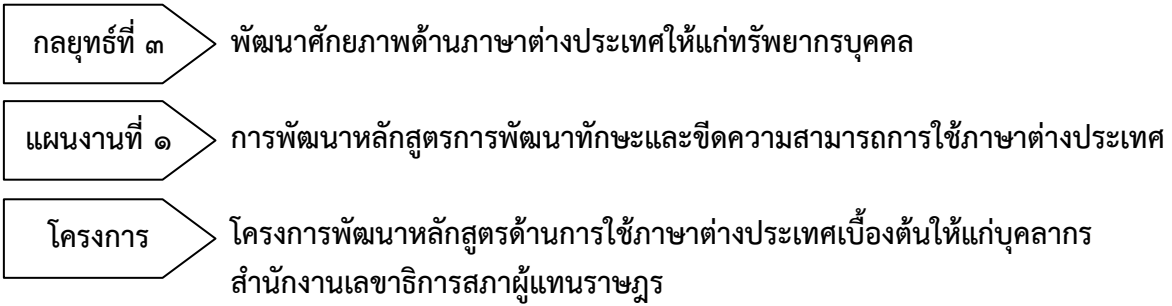 กลยุทธ์ที่ ๓ พัฒนาศักยภาพด้านภาษาต่างประเทศให้แก่ทรัพยากรบุคคล
แผนงานที่ ๑ การพัฒนาหลักสูตรการพัฒนาทักษะและขีดความสามารถการใช้ภาษาต่างประเทศ
โครงการ โครงการพัฒนาหลักสูตรด้านการใช้ภาษาต่างประเทศเบื้องต้นให้แก่บุคลากร
สำนักงานเลขาธิการสภาผู้แทนราษฎร